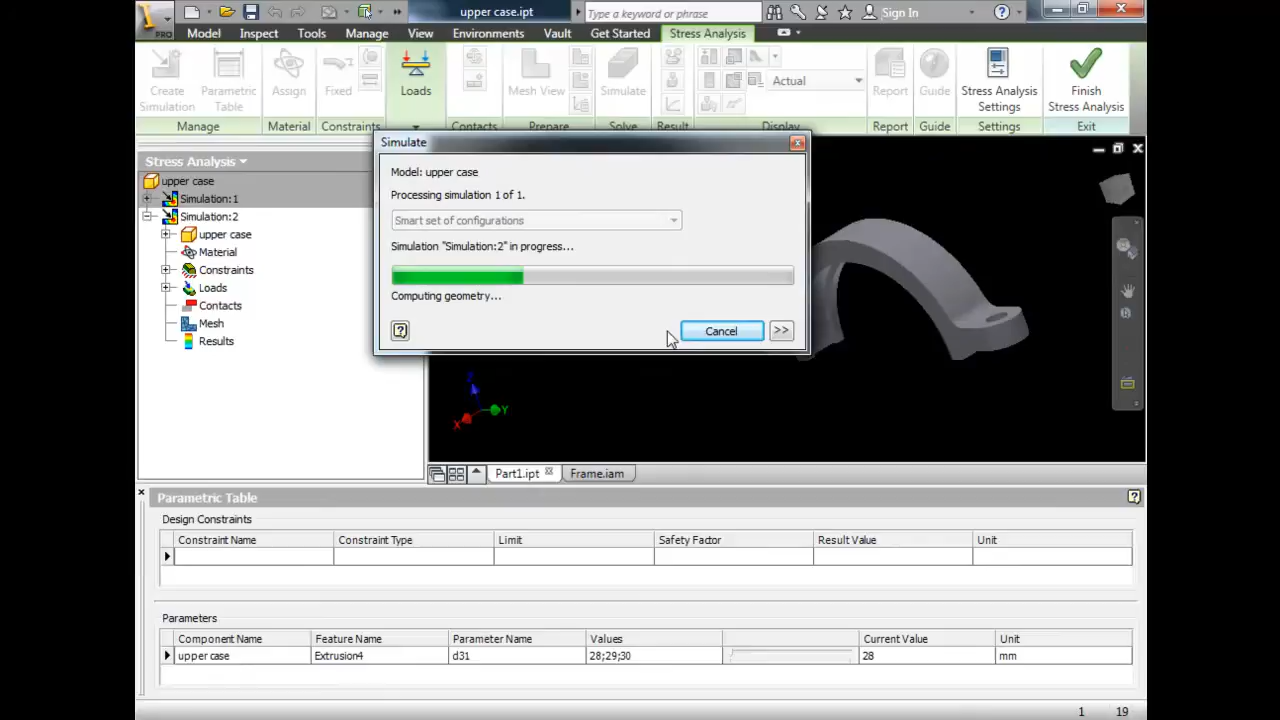 upper case.ipt
Type a keyword or phrase
Sign In
PRO
Model
Inspect
Tools
Manage
View
Environments
Vault
Get Started
Stress Analysis
Create
Simulation
Parametric
Table
Assign
Fixed
Loads
Mesh View
Simulate
Actual
Report
Guide
Stress Analysis
Settings
Finish
Stress Analysis
Manage
Material
Constraints
Contacts
Prepare
Solve
Result
Display
Report
Guide
Settings
Exit
Stress Analysis
upper case
Simulation:1
Simulation:2
upper case
Material
Constraints
Loads
Contacts
Mesh
Results
Simulate
Model: upper case
Processing simulation 1 of 1.
Smart set of configurations
Simulation "Simulation:2" in progress...
Computing geometry...
Cancel
>>
Z
Y
X
Part1.ipt
Frame.iam
Parametric Table
Design Constraints
Constraint Name
Constraint Type
Limit
Safety Factor
Result Value
Unit
Parameters
Component Name
Feature Name
Parameter Name
Values
Current Value
Unit
upper case
Extrusion4
d31
28;29;30
28
mm
1
19